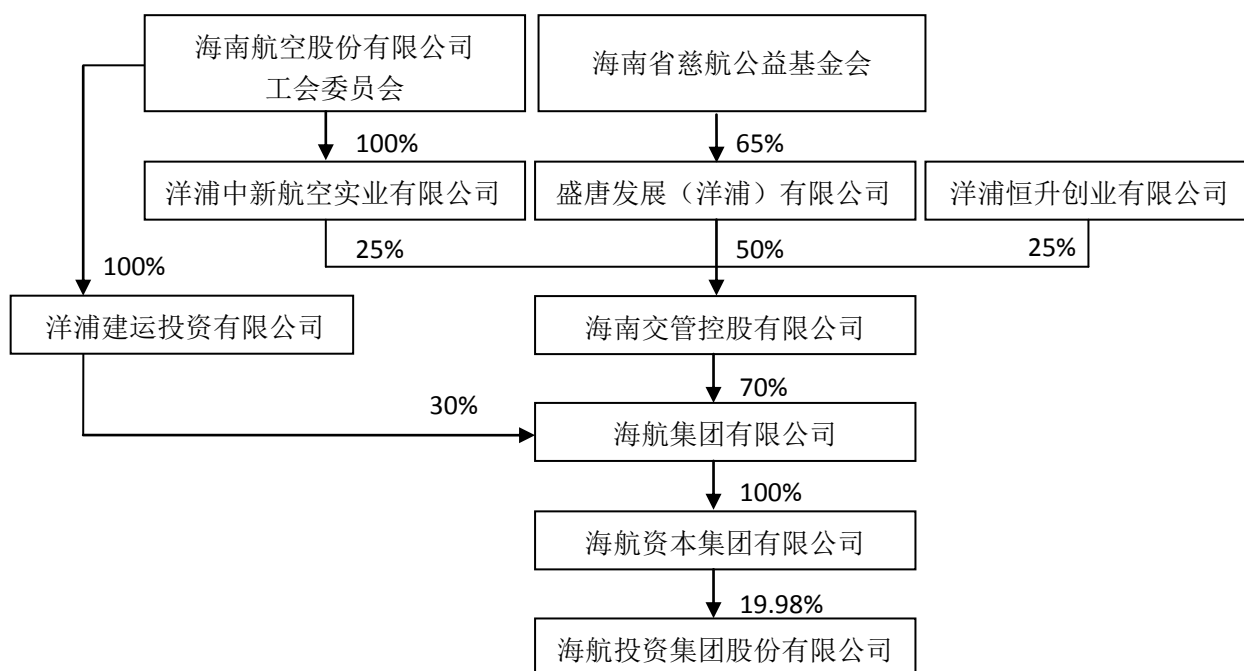 海南航空股份有限公司
工会委员会
海南省慈航公益基金会
100%
65%
洋浦中新航空实业有限公司
盛唐发展（洋浦）有限公司
洋浦恒升创业有限公司
25%
50%
25%
100%
洋浦建运投资有限公司
海南交管控股有限公司
70%
30%
海航集团有限公司
100%
海航资本集团有限公司
19.98%
海航投资集团股份有限公司